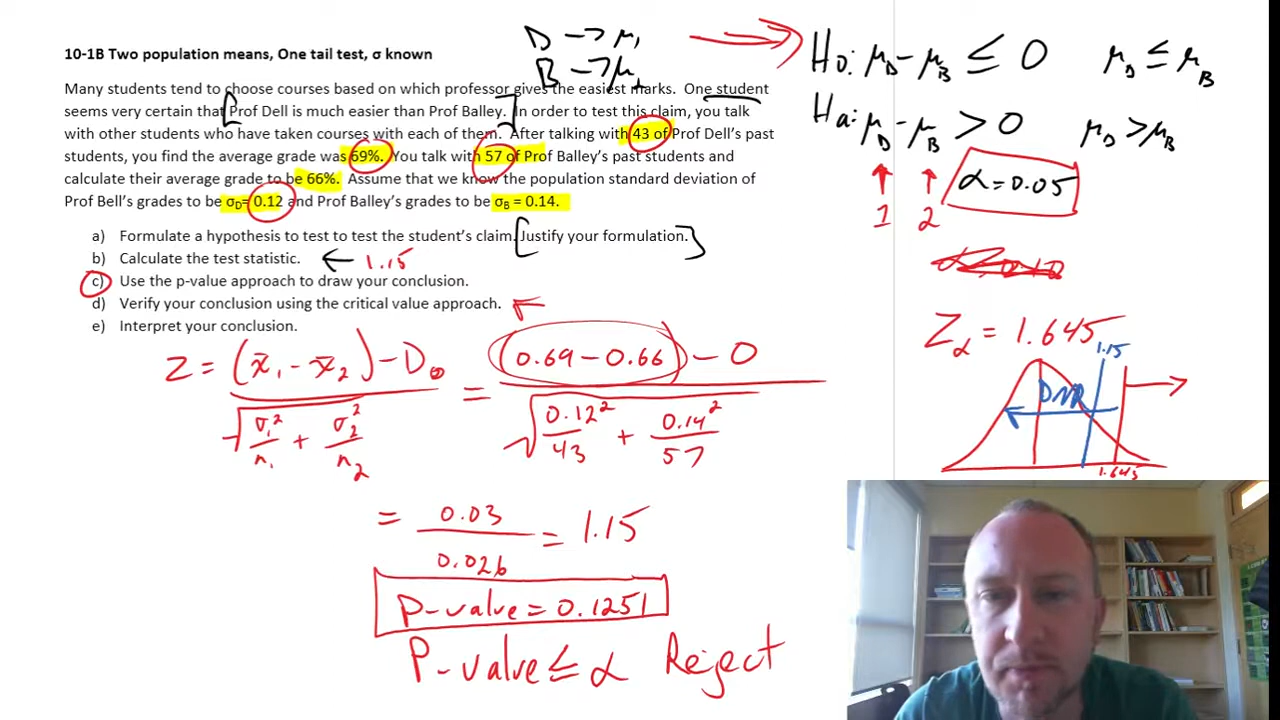 10-1B Two population means, One tail test, σ known
D → μ₁
B → μ₂
Many students tend to choose courses based on which professor gives the easiest marks. One student
seems very certain that Prof Dell is much easier than Prof Balley. In order to test this claim, you talk
with other students who have taken courses with each of them. After talking with 43 of Prof Dell's past
students, you find the average grade was 69%. You talk with 57 of Prof Balley's past students and
calculate their average grade to be 66%. Assume that we know the population standard deviation of
Prof Bell's grades to be σD= 0.12 and Prof Balley's grades to be σB = 0.14.
a) Formulate a hypothesis to test to test the student's claim. Justify your formulation.
b) Calculate the test statistic. ← 1.15
c) Use the p-value approach to draw your conclusion.
d) Verify your conclusion using the critical value approach. ←
e) Interpret your conclusion.
Z = (x̄₁ - x̄₂) - D₀ / √(σ₁²/n₁ + σ₂²/n₂) = (0.69 - 0.66) - 0 / √(0.12²/43 + 0.14²/57)
= 0.03/0.026 = 1.15
p-value = 0.1251
P-value ≤ α Reject
Ho: μD - μB ≤ 0 μD ≤ μB
Ha: μD - μB > 0 μD > μB
↑ ↑ α = 0.05
1 2
Zα = 1.645
1.15
DNR
1.645